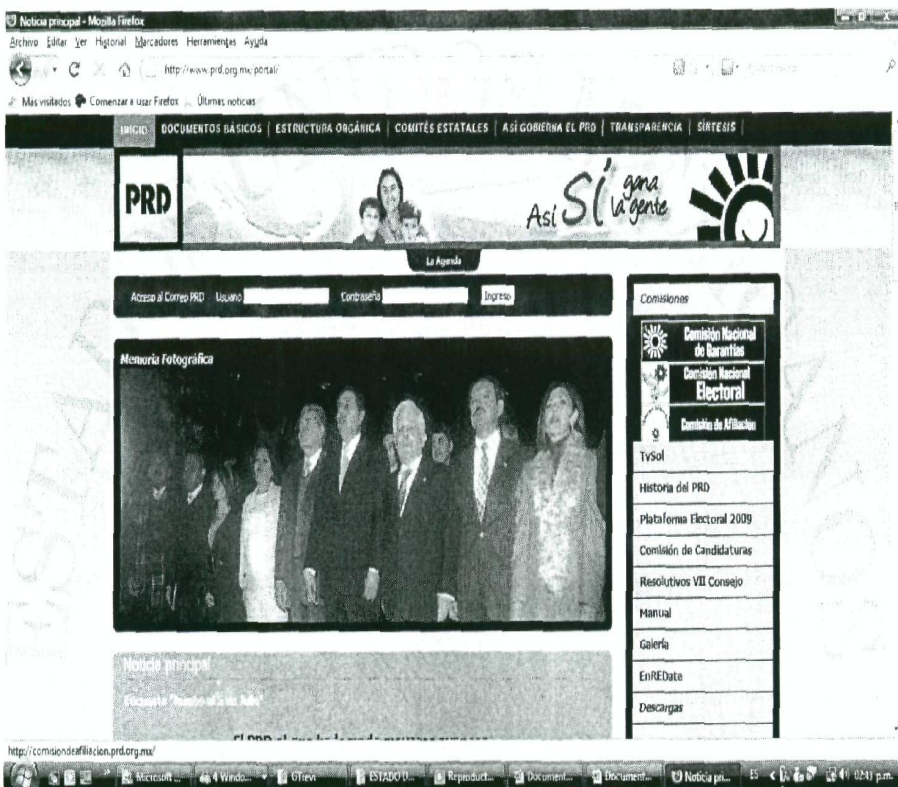 Noticia principal - Mozilla Firefox
Archivo Editar Ver Historial Marcadores Herramientas Ayuda
http://www.prd.org.mx/portal/
Más visitados Comenzar a usar Firefox Últimas noticias
INICIO DOCUMENTOS BÁSICOS ESTRUCTURA ORGÁNICA COMITÉS ESTATALES ASÍ GOBIERNA EL PRD TRANSPARENCIA SÍNTESIS
PRD
Así SÍ gana la gente
La Agenda
Acceso al Correo PRD Usuario Contraseña Ingreso
Memoria Fotográfica
Comisiones
Comisión Nacional de Garantías
Comisión Nacional Electoral
Comisión de Afiliación
TvSol
Historia del PRD
Plataforma Electoral 2009
Comisión de Candidaturas
Resolutivos VII Consejo
Manual
Galería
EnREDate
Descargas
Noticia principal
http://comisiondeafiliacion.prd.org.mx/
Microsoft ... 4 Windo... GTrevi ESTADO D... Reproduct... Document... Document... Noticia pri... ES 02:43 p.m.